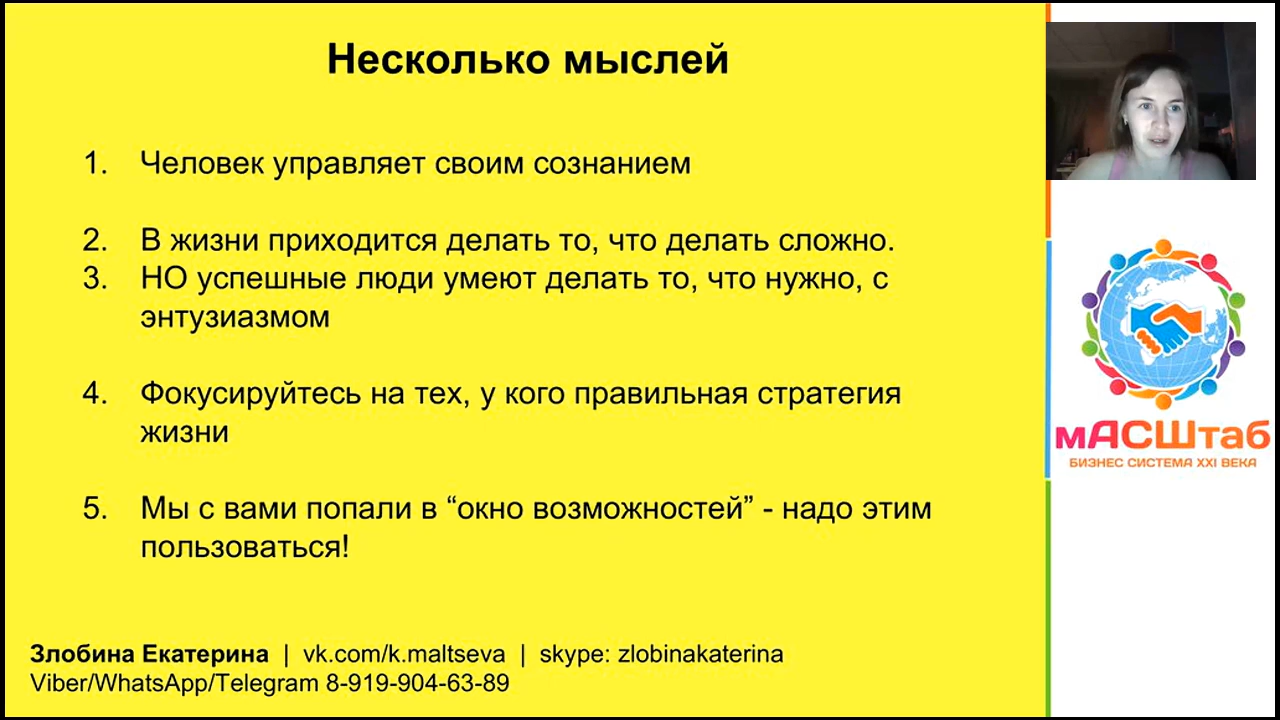 Несколько мыслей
1. Человек управляет своим сознанием
2. В жизни приходится делать то, что делать сложно.
3. НО успешные люди умеют делать то, что нужно, с
энтузиазмом
4. Фокусируйтесь на тех, у кого правильная стратегия
жизни
5. Мы с вами попали в “окно возможностей” - надо этим
пользоваться!
Злобина Екатерина | vk.com/k.maltseva | skype: zlobinakaterina
Viber/WhatsApp/Telegram 8-919-904-63-89
мАСШтаб
БИЗНЕС СИСТЕМА XXI ВЕКА